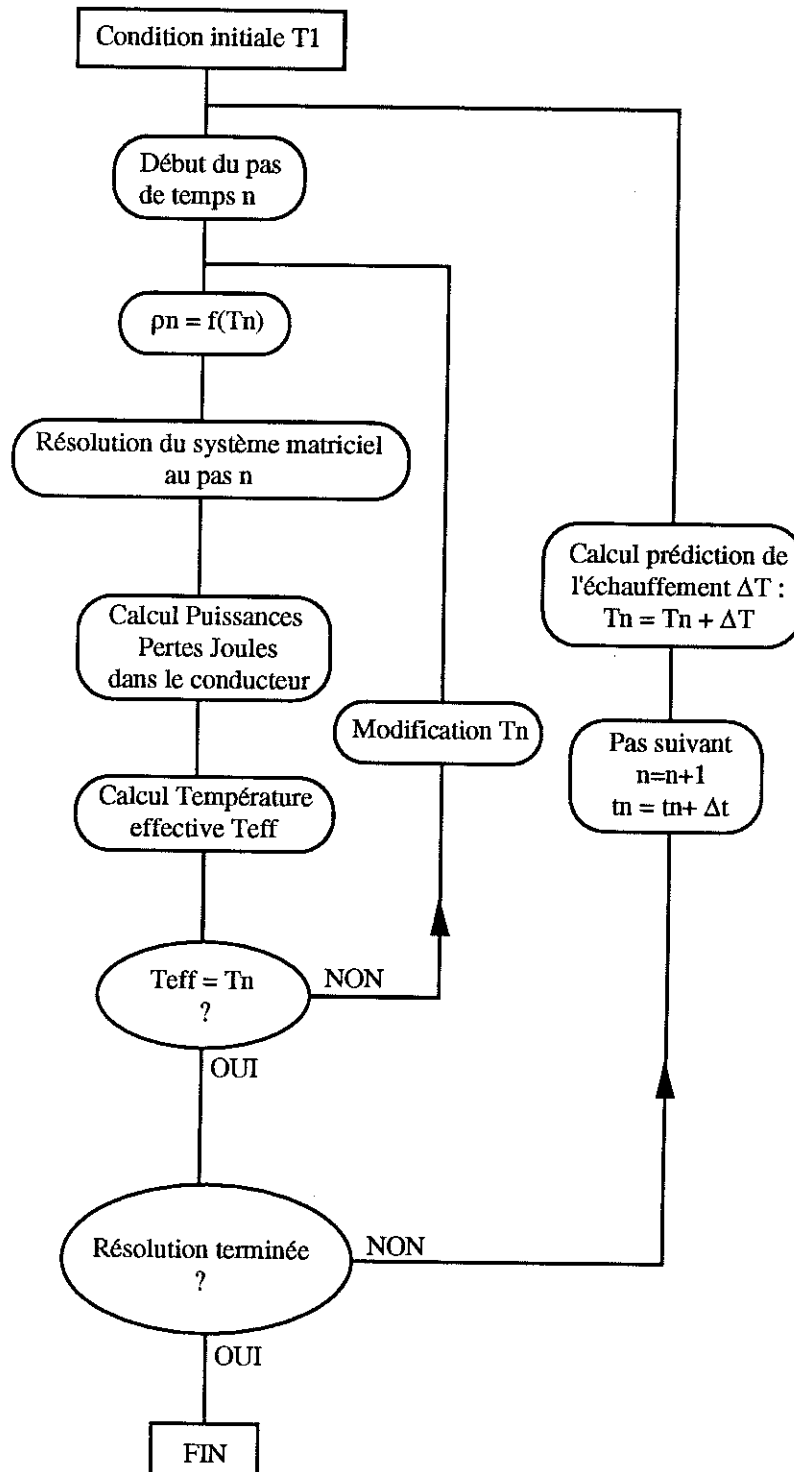 Condition initiale T1
Début du pas
de temps n
ρn = f(Tn)
Résolution du système matriciel
au pas n
Calcul Puissances
Pertes Joules
dans le conducteur
Calcul Température
effective Teff
Teff = Tn
?
NON
OUI
Modification Tn
Calcul prédiction de
l'échauffement ΔT :
Tn = Tn + ΔT
Pas suivant
n=n+1
tn = tn+ Δt
Résolution terminée
?
NON
OUI
FIN